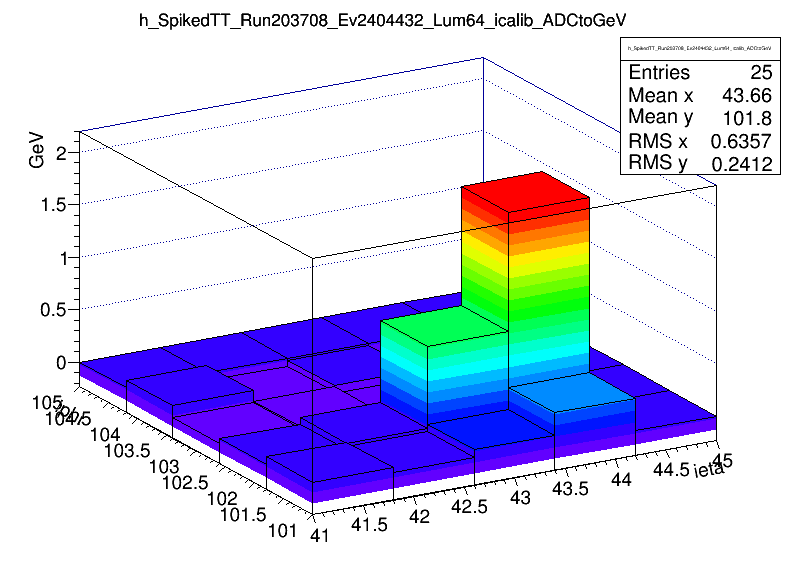 h_SpikedTT_Run203708_Ev2404432_Lum64_icalib_ADCtoGeV
h_SpikedTT_Run203708_Ev2404432_Lum64_icalib_ADCtoGeV
Entries 25
Mean x 43.66
Mean y 101.8
RMS x 0.6357
RMS y 0.2412
GeV
2
1.5
1
0.5
0
105
104.5
104
103.5
103
102.5
102
101.5
101
41
41.5
42
42.5
43
43.5
44
44.5
45
ieta